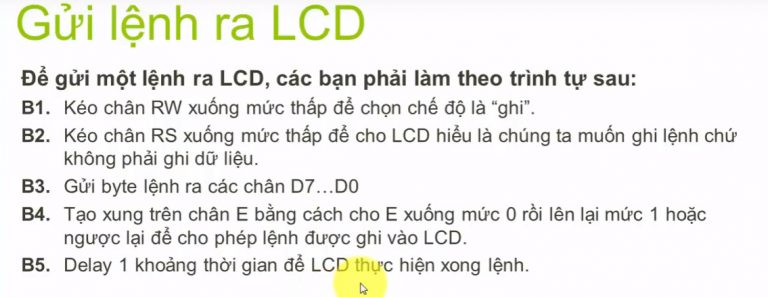 Gửi lệnh ra LCD
Để gửi một lệnh ra LCD, các bạn phải làm theo trình tự sau:
B1. Kéo chân RW xuống mức thấp để chọn chế độ là “ghi”.
B2. Kéo chân RS xuống mức thấp để cho LCD hiểu là chúng ta muốn ghi lệnh chứ
không phải ghi dữ liệu.
B3. Gửi byte lệnh ra các chân D7...D0
B4. Tạo xung trên chân E bằng cách cho E xuống mức 0 rồi lên lại mức 1 hoặc
ngược lại để cho phép lệnh được ghi vào LCD.
B5. Delay 1 khoảng thời gian để LCD thực hiện xong lệnh.